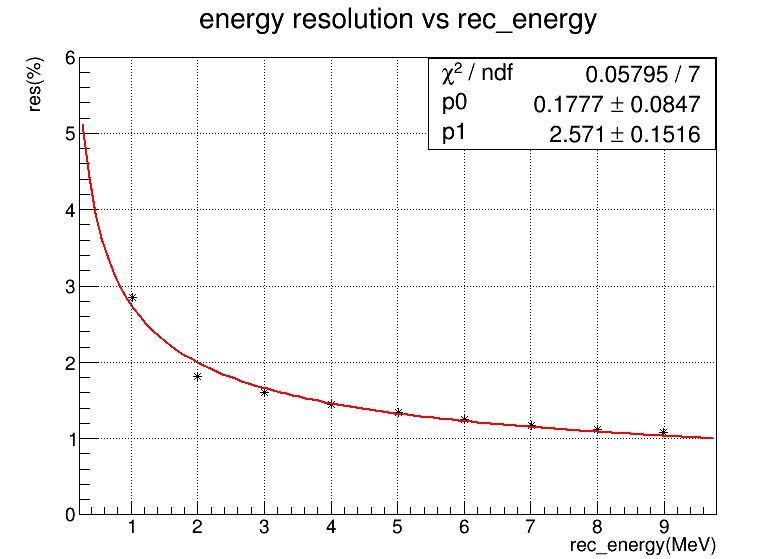 energy resolution vs rec_energy
res(%)
χ² / ndf 0.05795 / 7
p0 0.1777 ± 0.0847
p1 2.571 ± 0.1516
6
5
4
3
2
1
0
1 2 3 4 5 6 7 8 9
rec_energy(MeV)